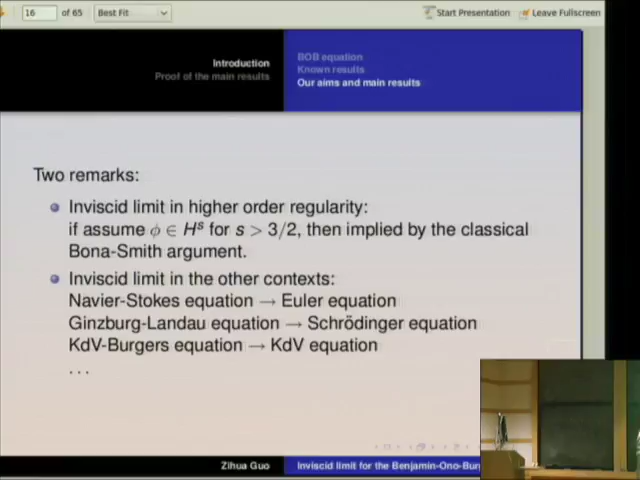 16 of 65 Best Fit Start Presentation Leave Fullscreen
Introduction
Proof of the main results
BOB equation
Known results
Our aims and main results
Two remarks:
Inviscid limit in higher order regularity:
if assume ϕ ∈ Hˢ for s > 3/2, then implied by the classical
Bona-Smith argument.
Inviscid limit in the other contexts:
Navier-Stokes equation → Euler equation
Ginzburg-Landau equation → Schrödinger equation
KdV-Burgers equation → KdV equation
...
Zihua Guo Inviscid limit for the Benjamin-Ono-Bur